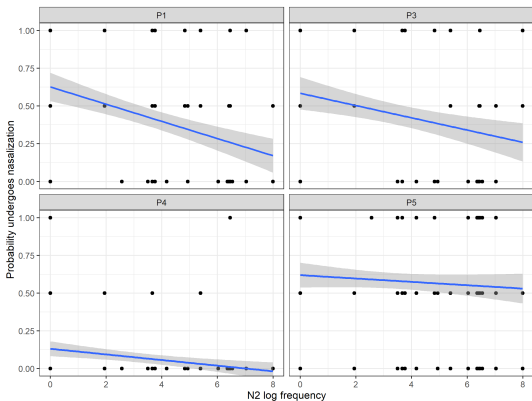 P1
P3
1.00
0.75
0.50
0.25
0.00
P4
P5
1.00
0.75
0.50
0.25
0.00
0 2 4 6 8
0 2 4 6 8
N2 log frequency
Probability undergoes nasalization